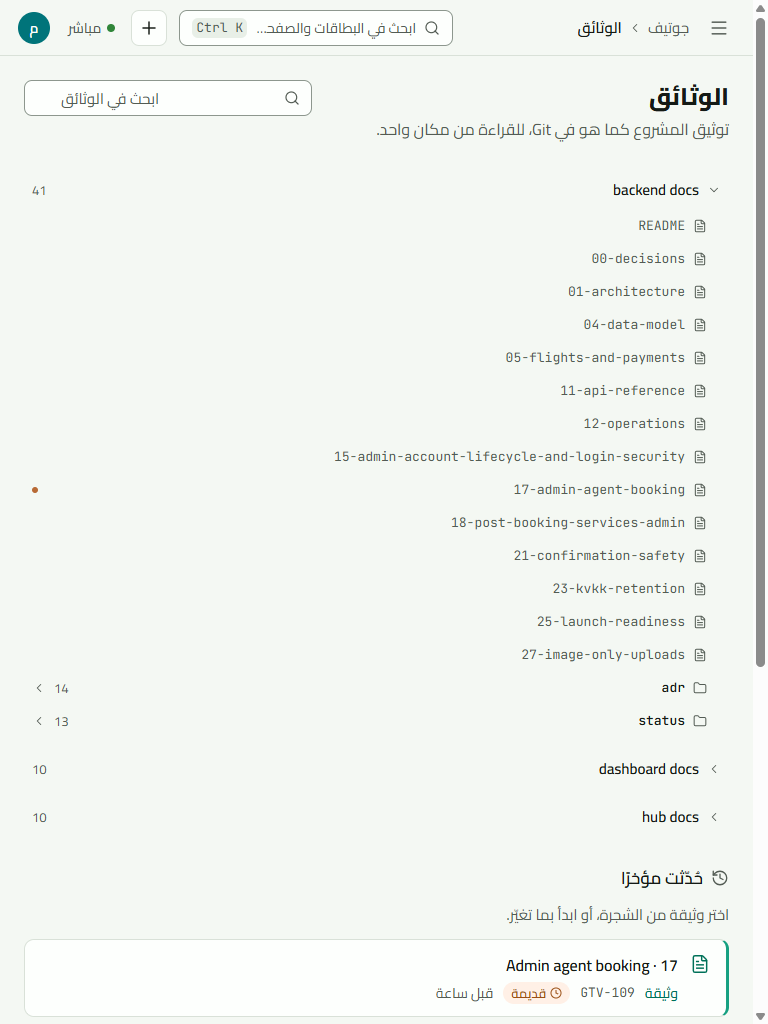 جوتيف > الوثائق
ابحث في البطاقات والصفحـ... Ctrl K
مباشر
م
الوثائق
ابحث في الوثائق
توثيق المشروع كما هو في Git، للقراءة من مكان واحد.
backend docs 41
README
00-decisions
01-architecture
04-data-model
05-flights-and-payments
11-api-reference
12-operations
15-admin-account-lifecycle-and-login-security
17-admin-agent-booking
18-post-booking-services-admin
21-confirmation-safety
23-kvkk-retention
25-launch-readiness
27-image-only-uploads
adr 14
status 13
dashboard docs 10
hub docs 10
حُدّثت مؤخرًا
اختر وثيقة من الشجرة، أو ابدأ بما تغيّر.
17 · Admin agent booking
وثيقة GTV-109 قديمة قبل ساعة